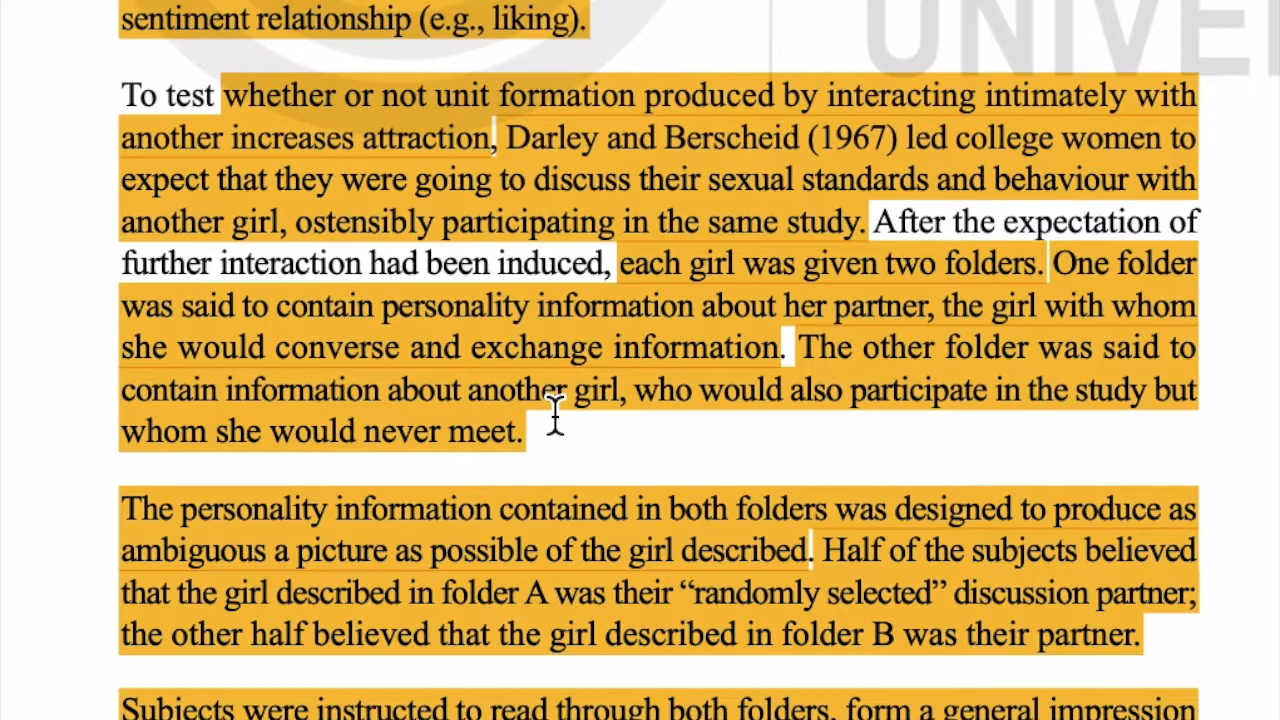 sentiment relationship (e.g., liking).
UNIVE
To test whether or not unit formation produced by interacting intimately with
another increases attraction, Darley and Berscheid (1967) led college women to
expect that they were going to discuss their sexual standards and behaviour with
another girl, ostensibly participating in the same study. After the expectation of
further interaction had been induced, each girl was given two folders. One folder
was said to contain personality information about her partner, the girl with whom
she would converse and exchange information. The other folder was said to
contain information about another girl, who would also participate in the study but
whom she would never meet.
The personality information contained in both folders was designed to produce as
ambiguous a picture as possible of the girl described. Half of the subjects believed
that the girl described in folder A was their “randomly selected” discussion partner;
the other half believed that the girl described in folder B was their partner.
Subjects were instructed to read through both folders, form a general impression